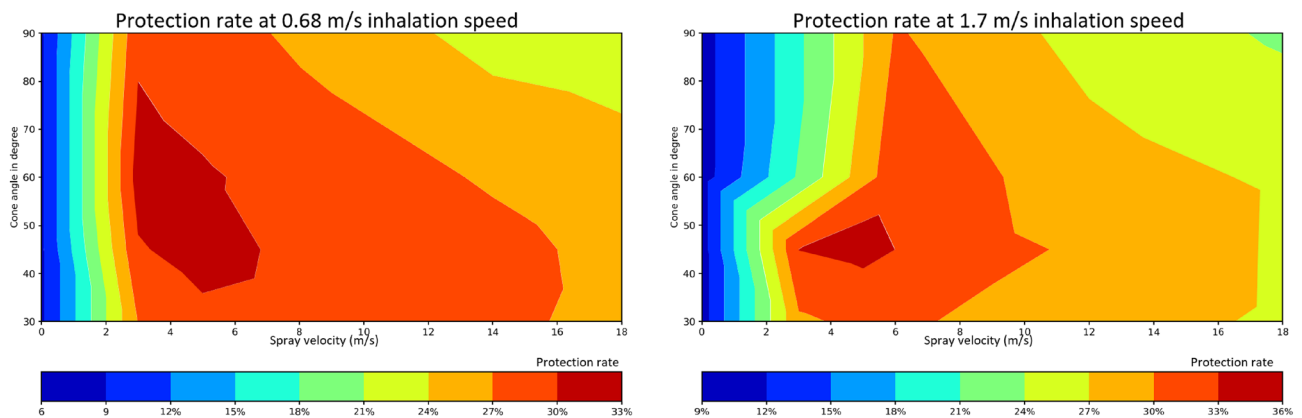 Protection rate at 0.68 m/s inhalation speed
90
80
70
60
50
40
30
Cone angle in degree
0 2 4 6 8 10 12 14 16 18
Spray velocity (m/s)
Protection rate
6 9 12% 15% 18% 21% 24% 27% 30% 33%
Protection rate at 1.7 m/s inhalation speed
90
80
70
60
50
40
30
Cone angle in degree
0 2 4 6 8 10 12 14 16 18
Spray velocity (m/s)
Protection rate
9% 12% 15% 18% 21% 24% 27% 30% 33% 36%